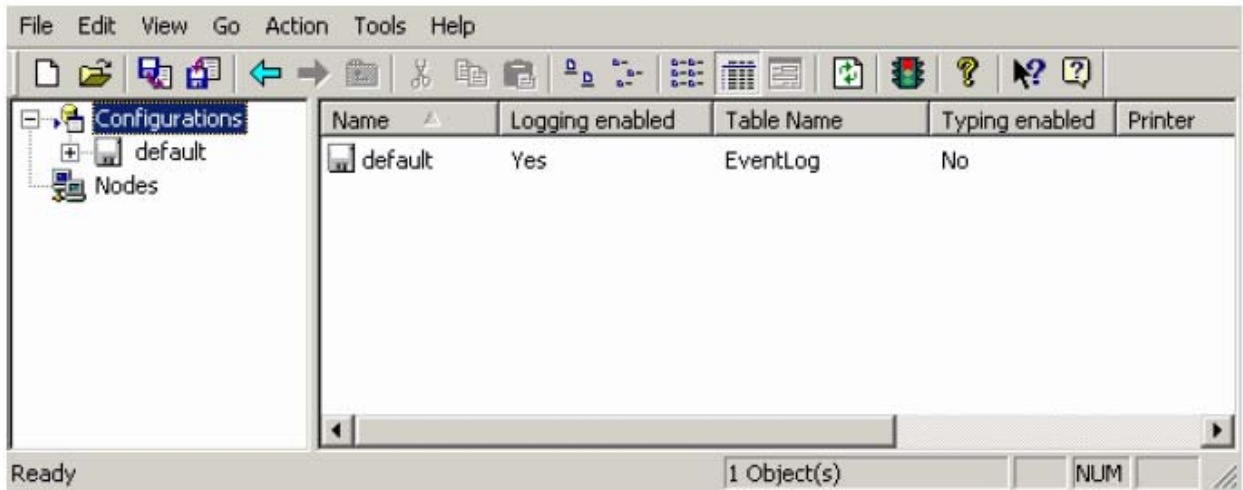 File Edit View Go Action Tools Help
Configurations
default
Nodes
Name Logging enabled Table Name Typing enabled Printer
default Yes EventLog No
Ready 1 Object(s) NUM